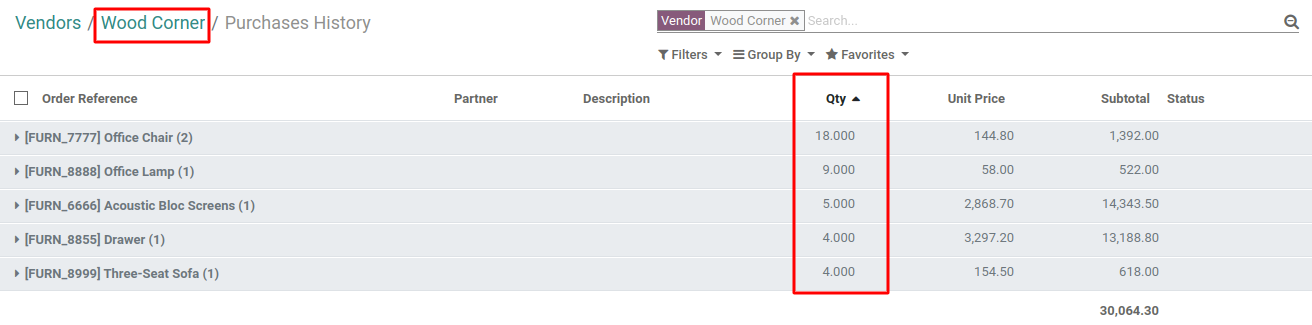 Vendors / Wood Corner / Purchases History
Vendor Wood Corner Search...
Filters Group By Favorites
Order Reference Partner Description Qty Unit Price Subtotal Status
[FURN_7777] Office Chair (2) 18.000 144.80 1,392.00
[FURN_8888] Office Lamp (1) 9.000 58.00 522.00
[FURN_6666] Acoustic Bloc Screens (1) 5.000 2,868.70 14,343.50
[FURN_8855] Drawer (1) 4.000 3,297.20 13,188.80
[FURN_8999] Three-Seat Sofa (1) 4.000 154.50 618.00
30,064.30